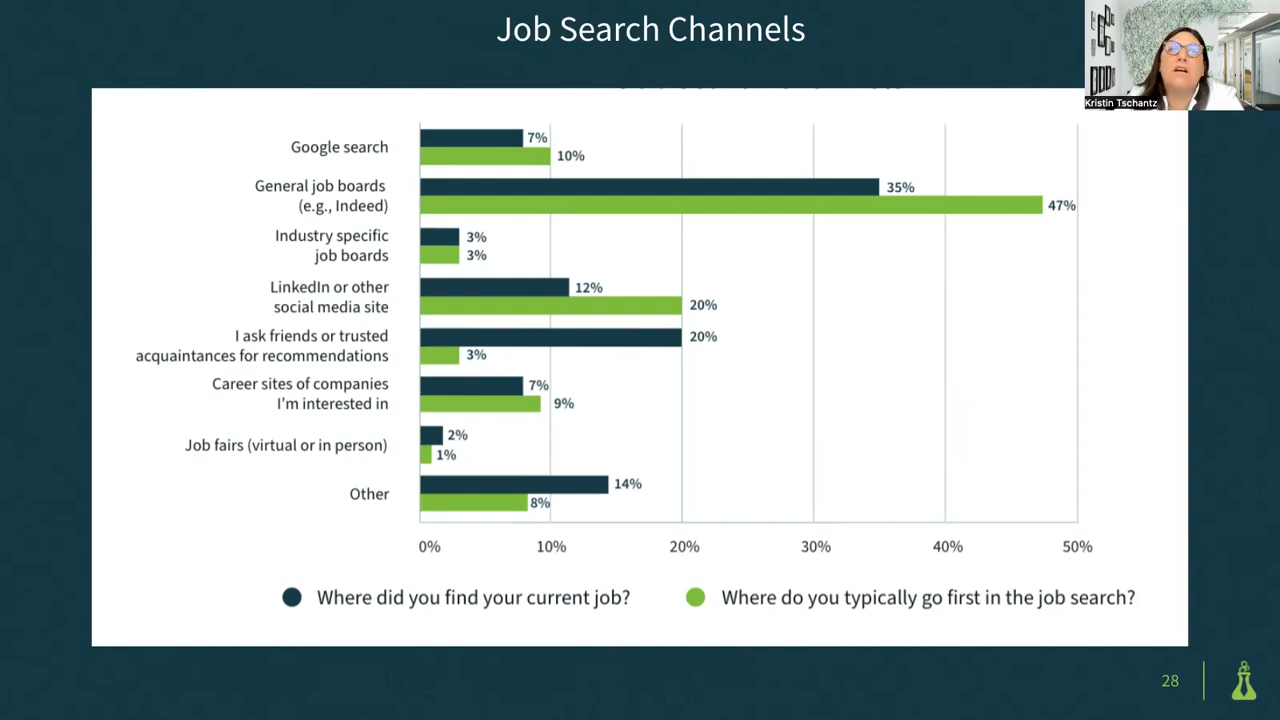 Job Search Channels
Kristin Tschantz
Google search
7%
10%
General job boards
(e.g., Indeed)
35%
47%
Industry specific
job boards
3%
3%
LinkedIn or other
social media site
12%
20%
I ask friends or trusted
acquaintances for recommendations
20%
3%
Career sites of companies
I'm interested in
7%
9%
Job fairs (virtual or in person)
2%
1%
Other
14%
8%
0% 10% 20% 30% 40% 50%
Where did you find your current job? Where do you typically go first in the job search?
28